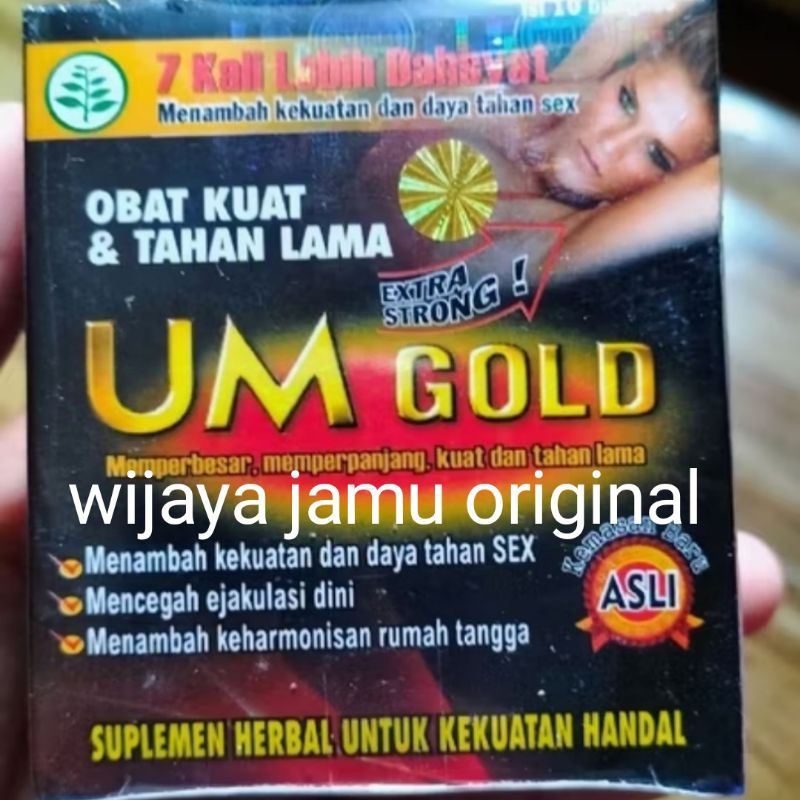 7 Kali Lebih Dahsyat
Menambah kekuatan dan daya tahan sex
OBAT KUAT
& TAHAN LAMA
EXTRA
STRONG !
UM GOLD
Memperbesar, memperpanjang, kuat dan tahan lama
wijaya jamu original
Menambah kekuatan dan daya tahan SEX
Mencegah ejakulasi dini
Menambah keharmonisan rumah tangga
Kemasan Baru
ASLI
SUPLEMEN HERBAL UNTUK KEKUATAN HANDAL